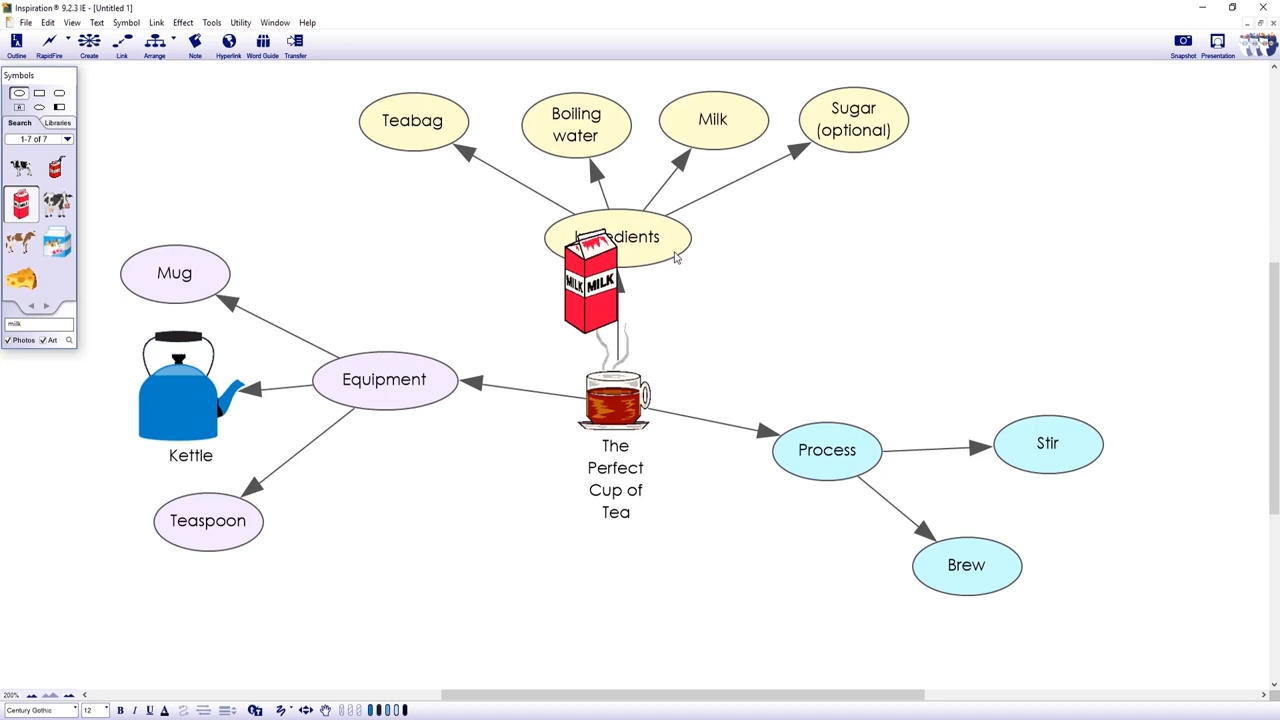 Inspiration® 9.2.3 IE - [Untitled 1]
File Edit View Text Symbol Link Effect Tools Utility Window Help
Outline RapidFire Create Link Arrange Note Hyperlink Word Guide Transfer Snapshot Presentation
Symbols
Search Libraries
1-7 of 7
milk
Photos Art
Teabag
Boiling
water
Milk
Sugar
(optional)
MILK MILK
Mug
Equipment
Kettle
Teaspoon
The
Perfect
Cup of
Tea
Process
Stir
Brew
200%
Century Gothic 12 B I U A